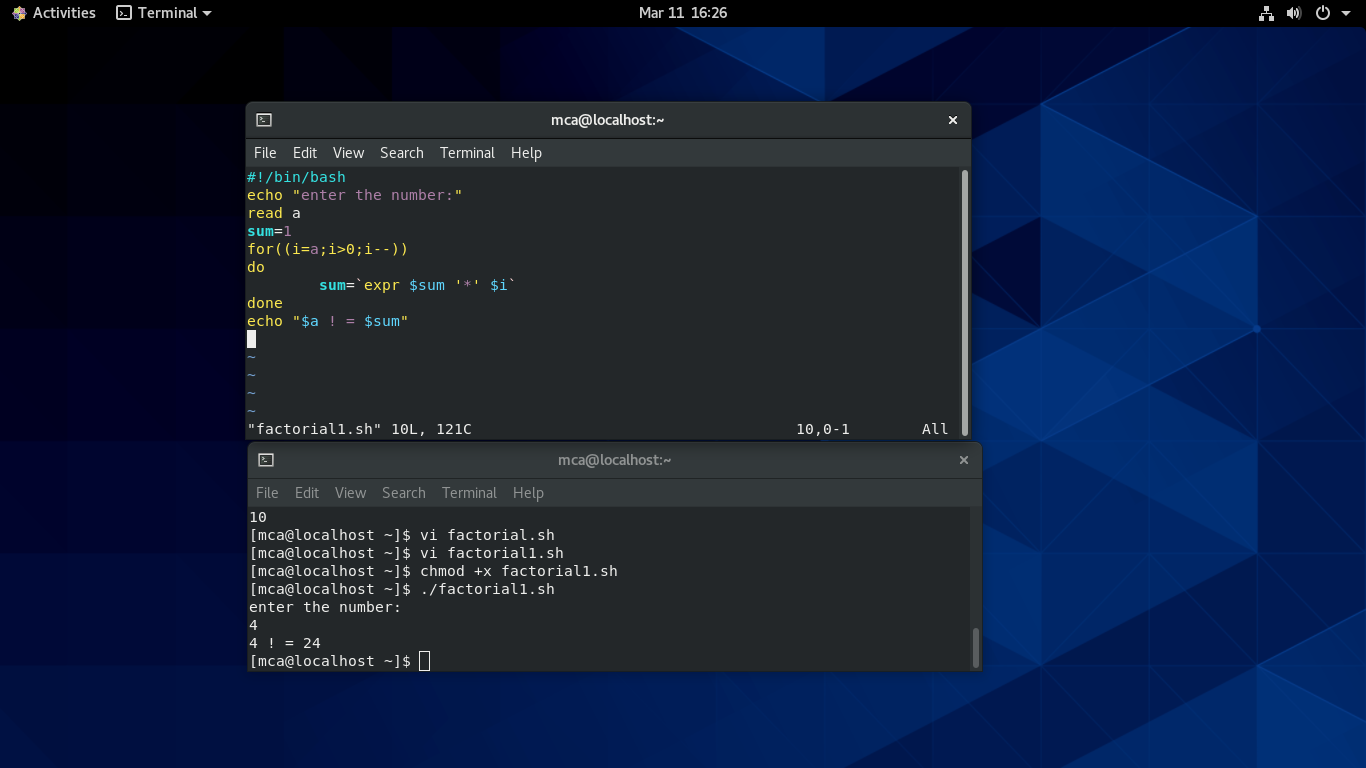 Activities Terminal Mar 11 16:26
mca@localhost:~
File Edit View Search Terminal Help
#!/bin/bash
echo "enter the number:"
read a
sum=1
for((i=a;i>0;i--))
do
        sum=`expr $sum '*' $i`
done
echo "$a ! = $sum"
~
~
~
~
"factorial1.sh" 10L, 121C 10,0-1 All
mca@localhost:~
File Edit View Search Terminal Help
10
[mca@localhost ~]$ vi factorial.sh
[mca@localhost ~]$ vi factorial1.sh
[mca@localhost ~]$ chmod +x factorial1.sh
[mca@localhost ~]$ ./factorial1.sh
enter the number:
4
4 ! = 24
[mca@localhost ~]$